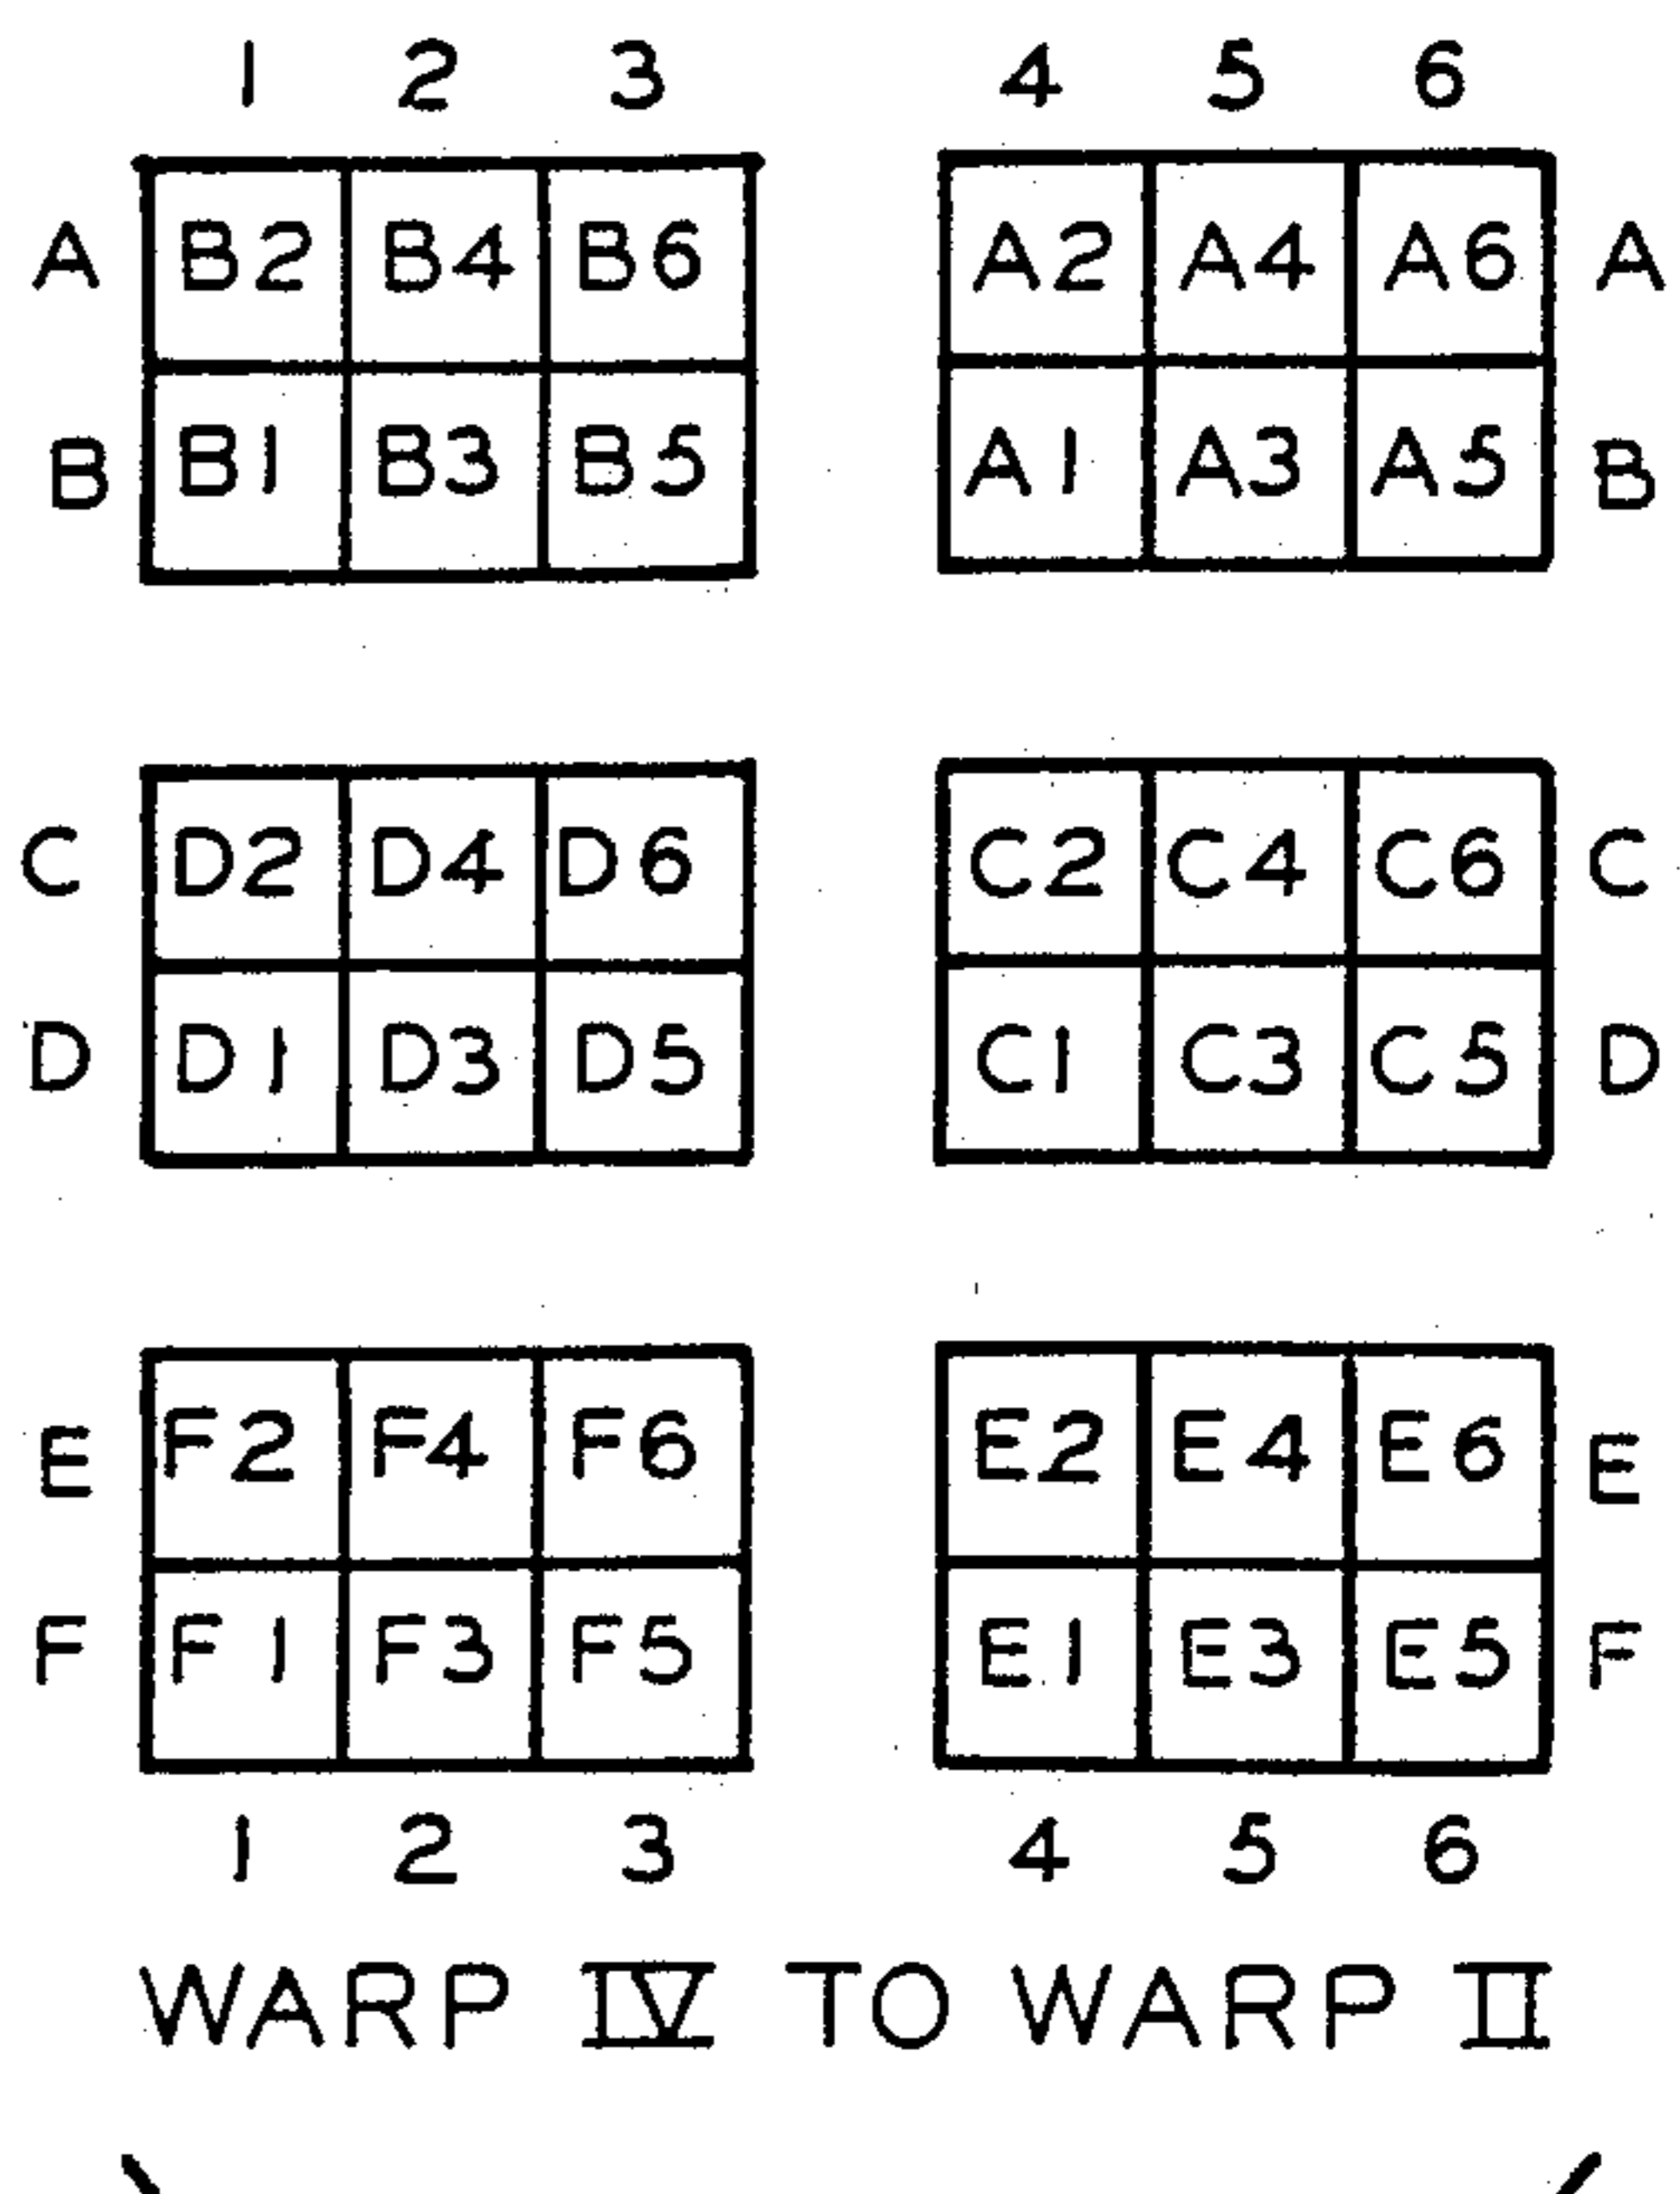 1 2 3 4 5 6
A B2 B4 B6 A2 A4 A6 A
B B1 B3 B5 A1 A3 A5 B
C D2 D4 D6 C2 C4 C6 C
D D1 D3 D5 C1 C3 C5 D
E F2 F4 F6 E2 E4 E6 E
F F1 F3 F5 E1 E3 E5 F
1 2 3 4 5 6
WARP IV TO WARP II